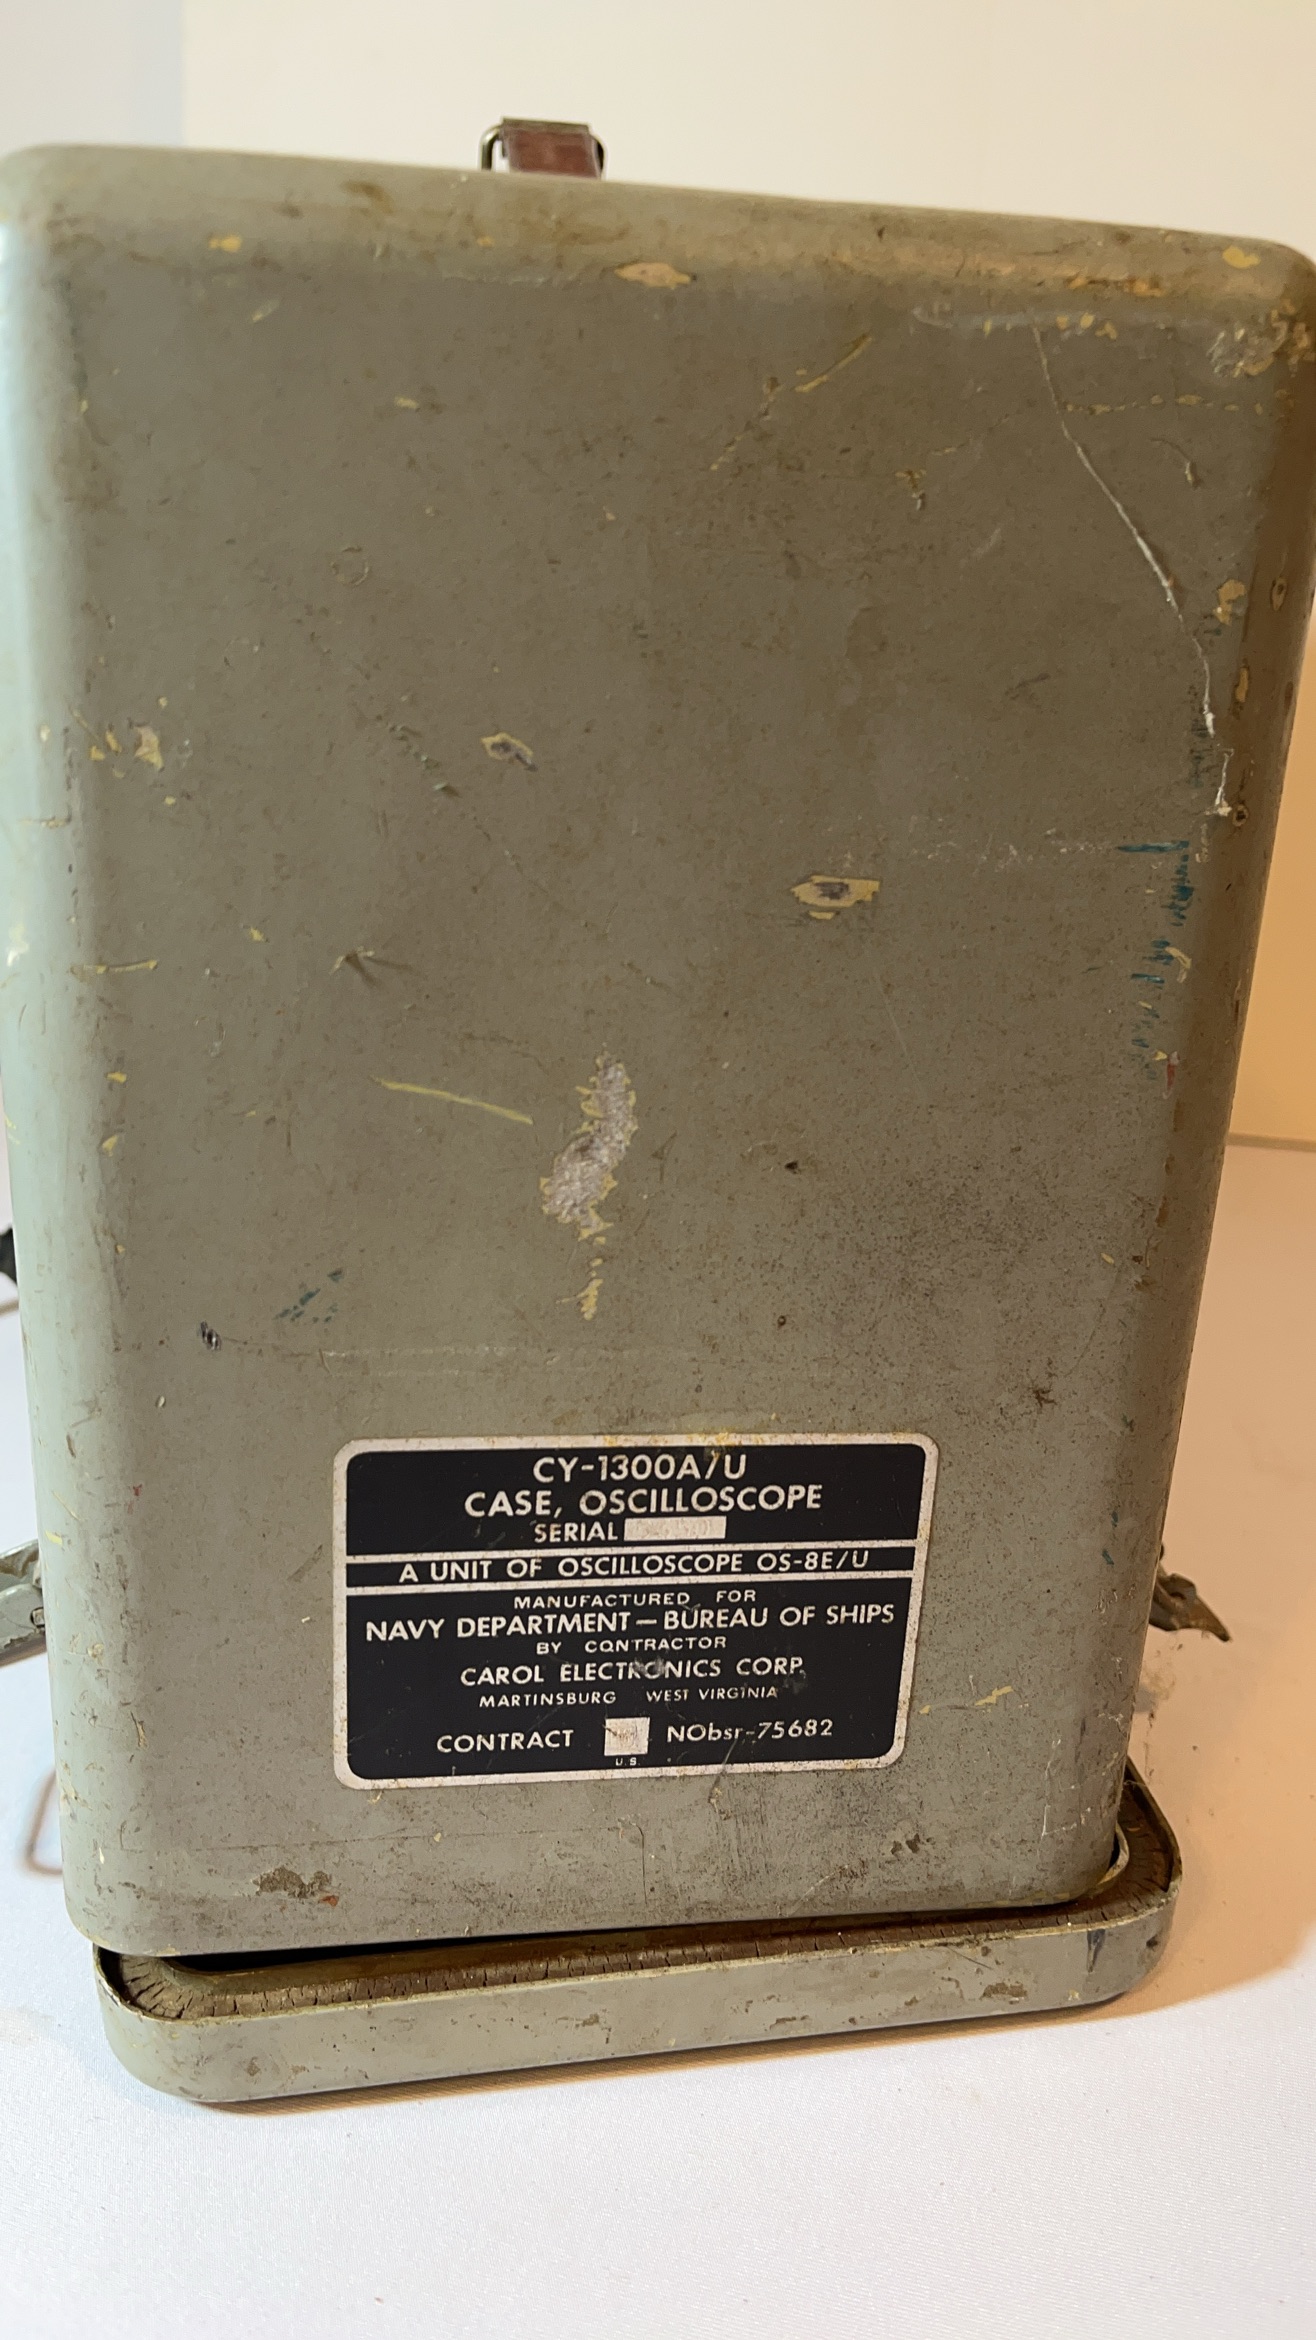 CY-1300A/U
CASE, OSCILLOSCOPE
SERIAL
A UNIT OF OSCILLOSCOPE OS-8E/U
MANUFACTURED FOR
NAVY DEPARTMENT — BUREAU OF SHIPS
BY CONTRACTOR
CAROL ELECTRONICS CORP.
MARTINSBURG WEST VIRGINIA
CONTRACT NObsr-75682
U.S.